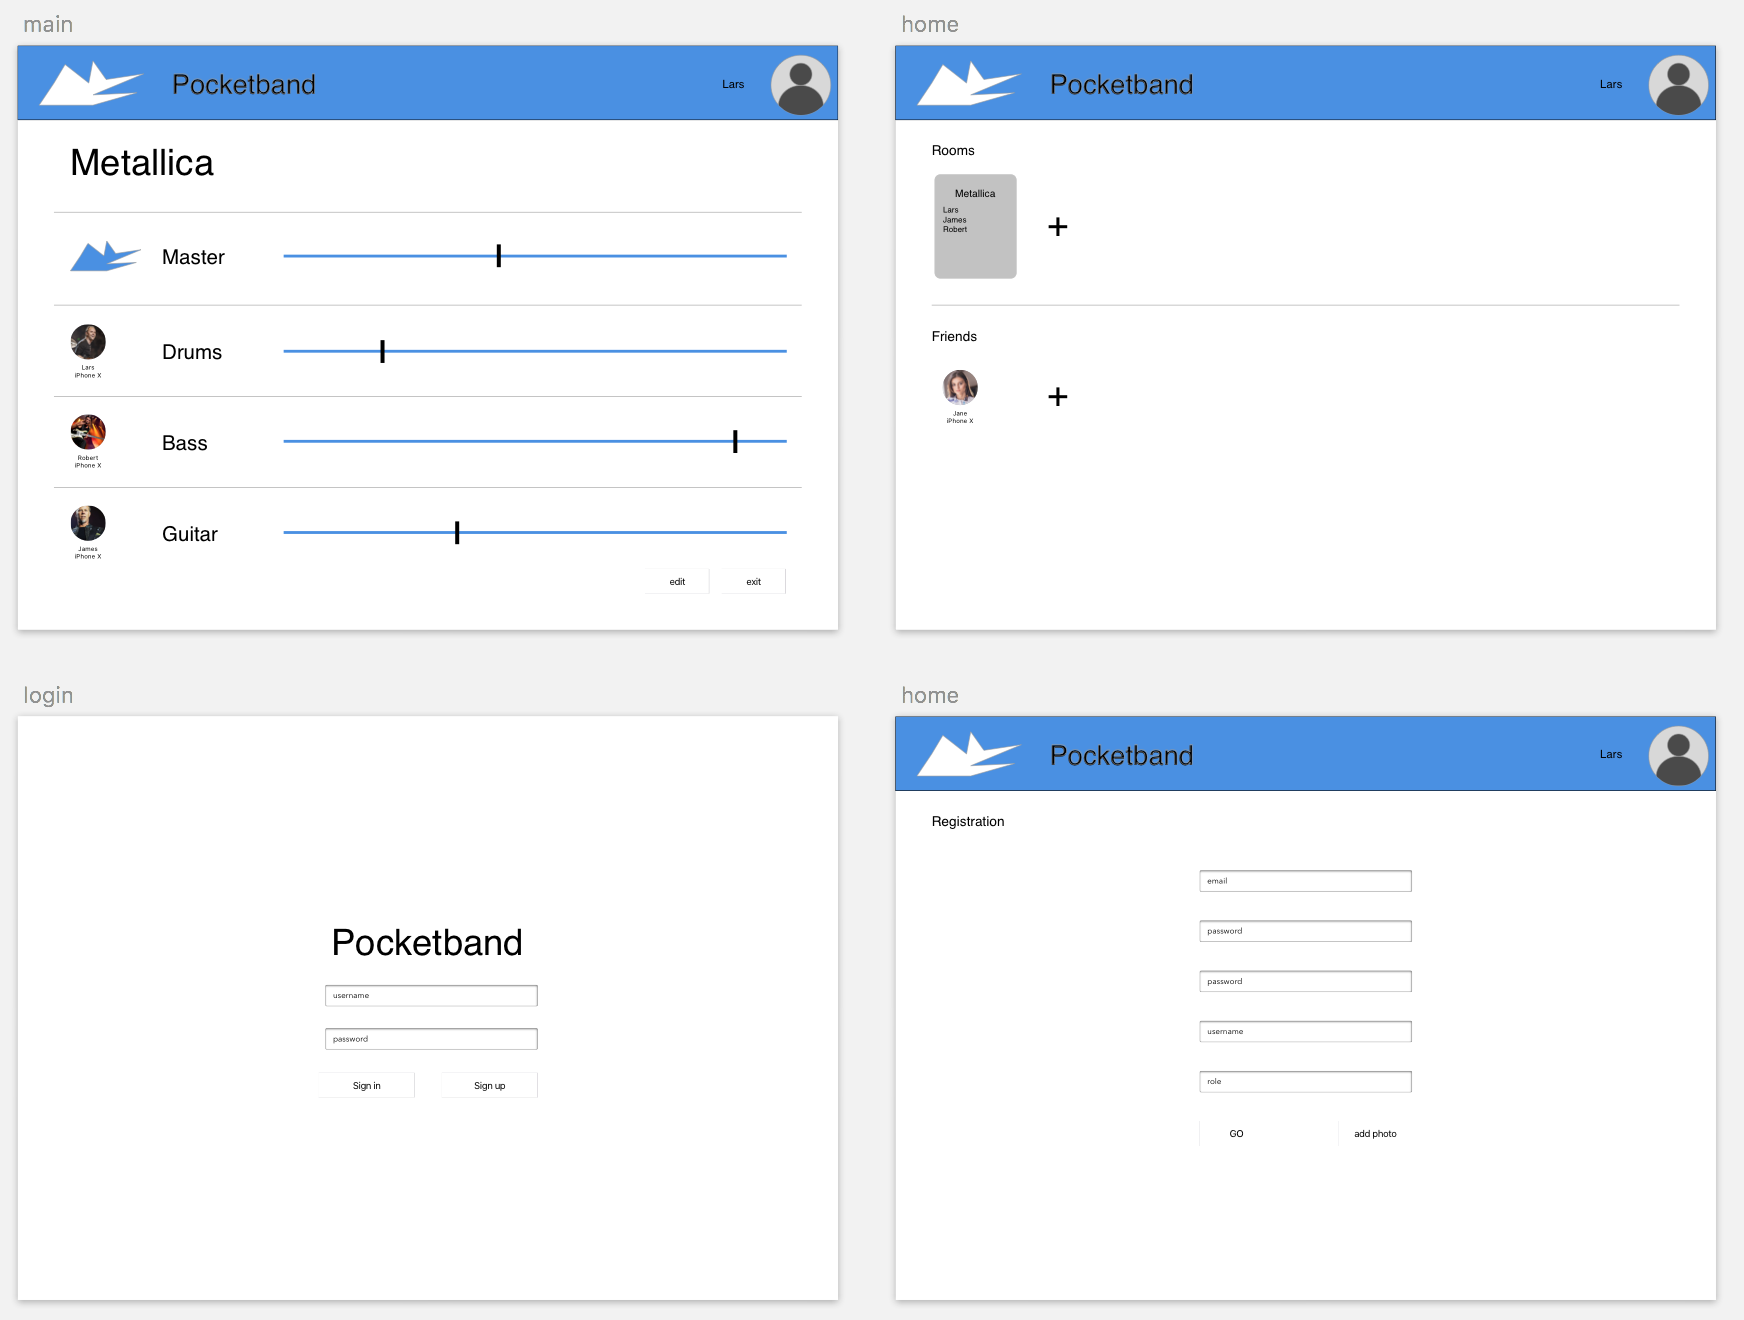 main
Pocketband
Lars
Metallica
Master
Drums
Lars
iPhone X
Bass
Robert
iPhone X
Guitar
James
iPhone X
edit
exit
home
Pocketband
Lars
Rooms
Metallica
Lars
James
Robert
+
Friends
Jane
iPhone X
+
login
Pocketband
username
password
Sign in
Sign up
home
Pocketband
Lars
Registration
email
password
password
username
role
GO
add photo